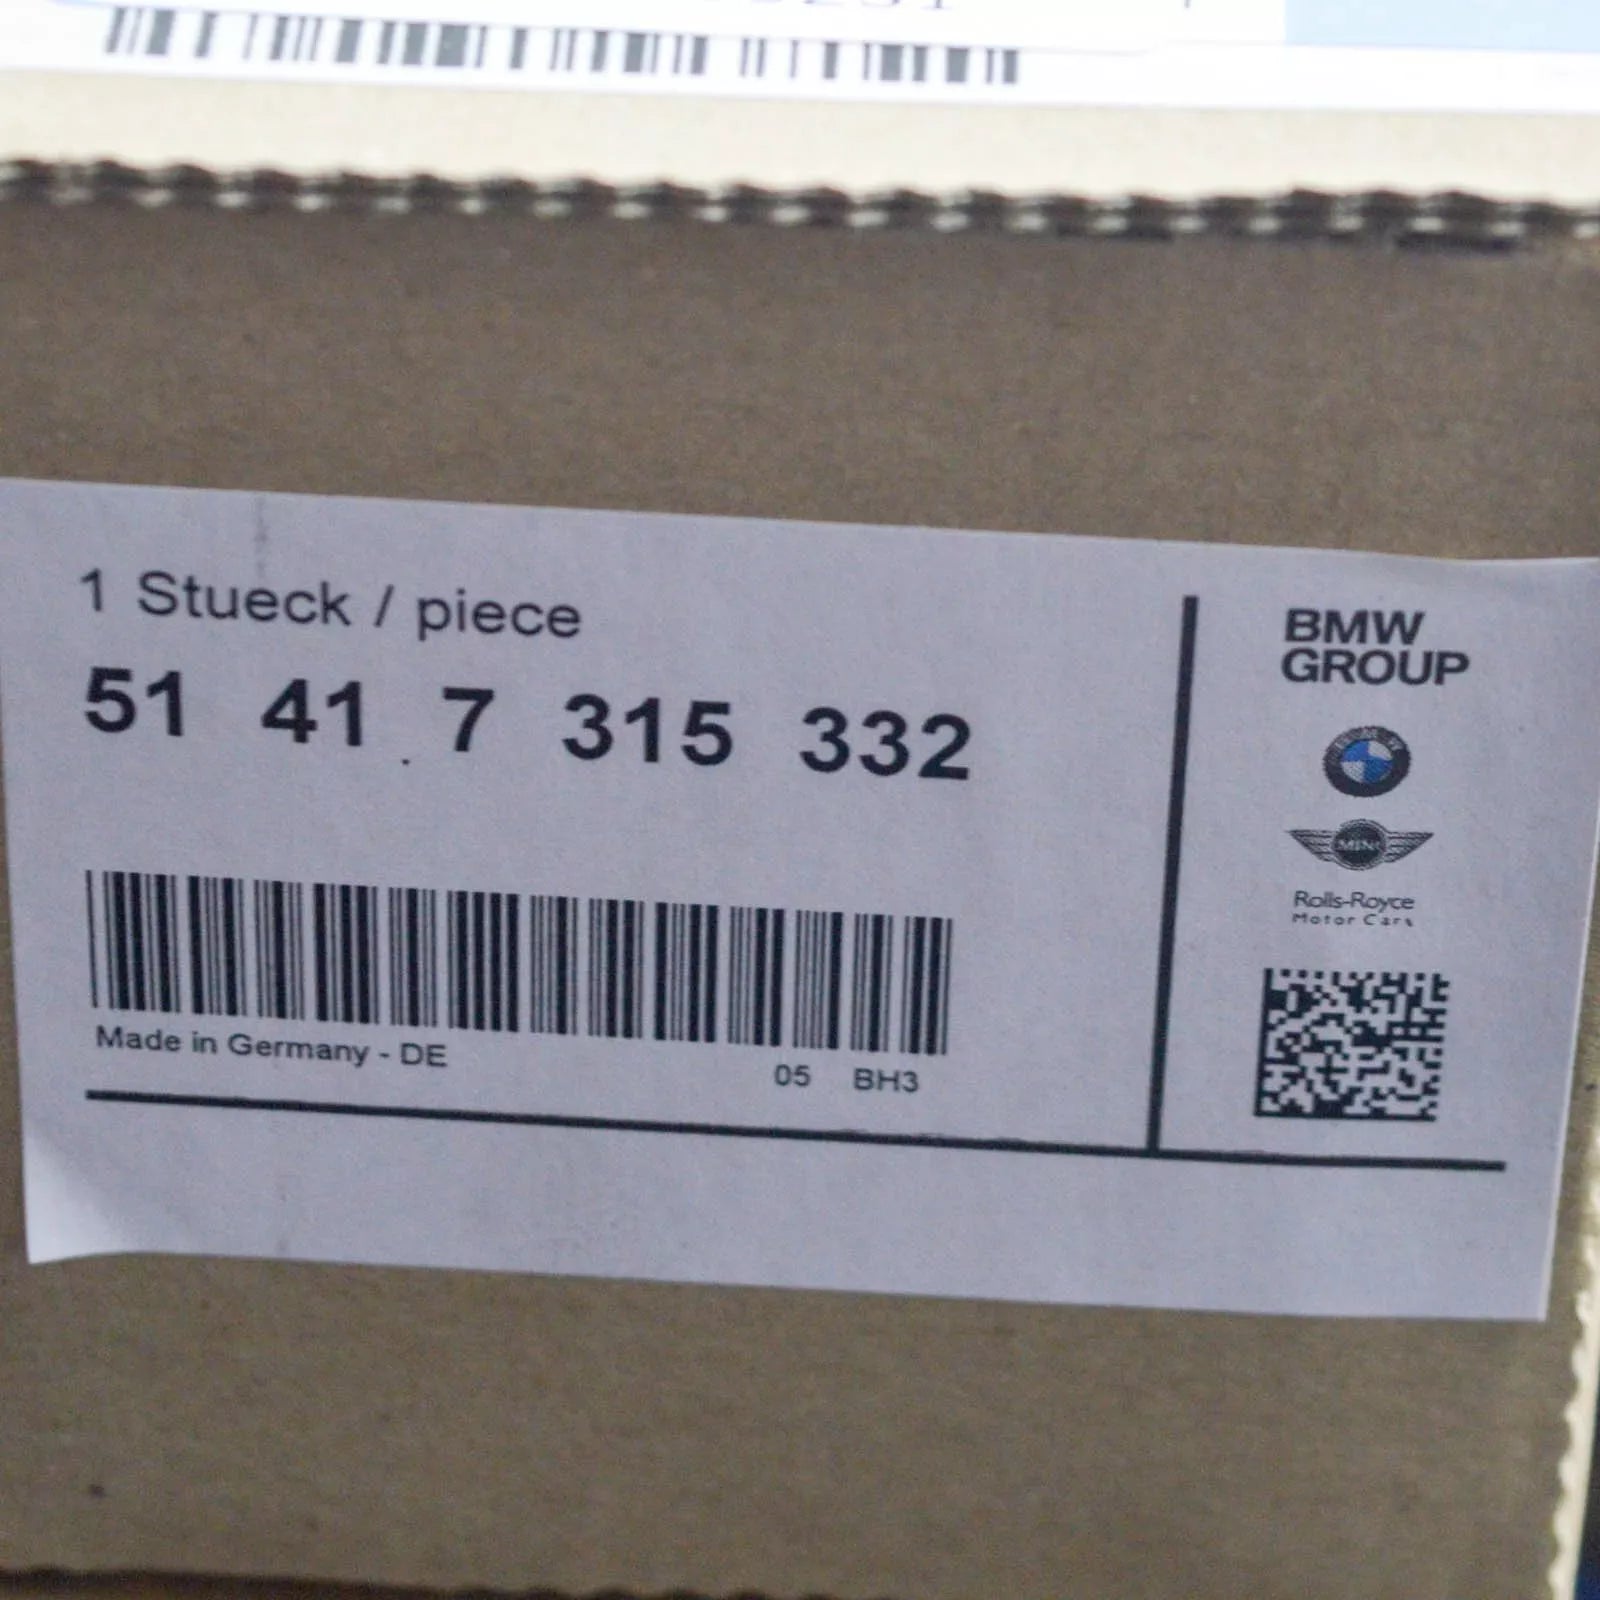 1 Stueck / piece
51 41 7 315 332
Made in Germany - DE
05 BH3
BMW
GROUP
MINI
Rolls-Royce
Motor Cars